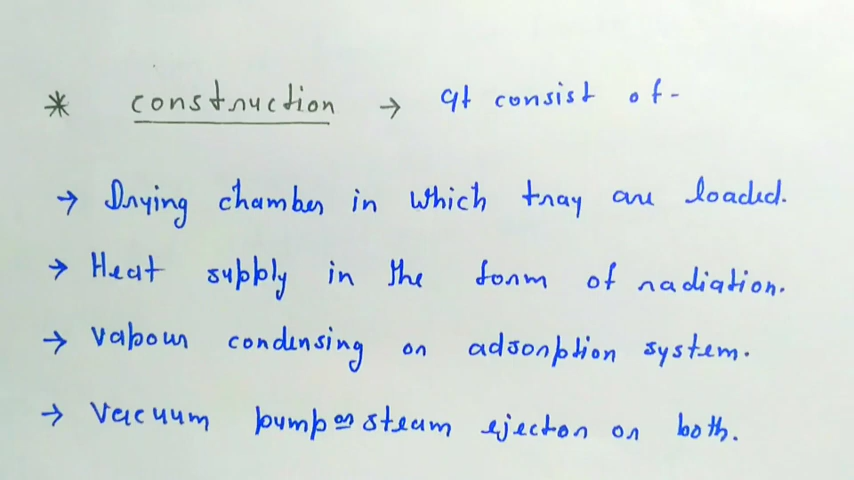 * construction → It consist of -
→ Drying chamber in which tray are loaded.
→ Heat supply in the form of radiation.
→ Vapour condensing or adsorption system.
→ Vacuum pump or steam ejector or both.